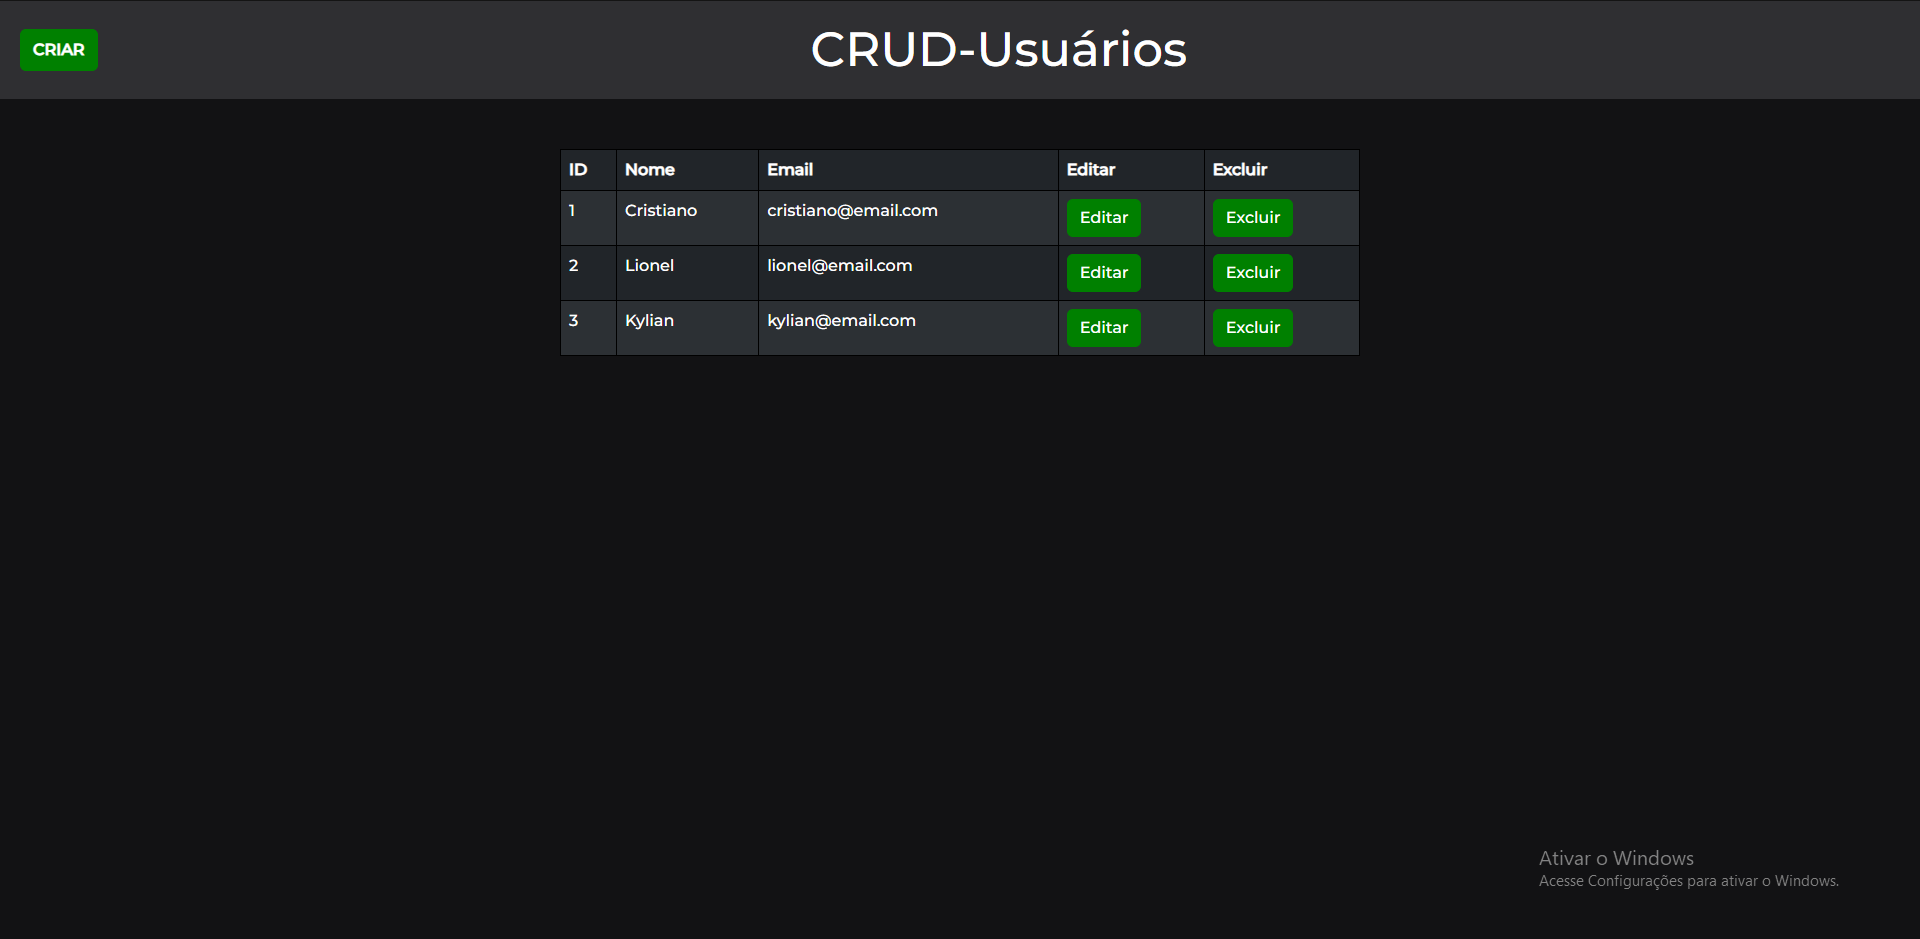 CRIAR
CRUD-Usuários
ID Nome Email Editar Excluir
1 Cristiano cristiano@email.com Editar Excluir
2 Lionel lionel@email.com Editar Excluir
3 Kylian kylian@email.com Editar Excluir
Ativar o Windows
Acesse Configurações para ativar o Windows.